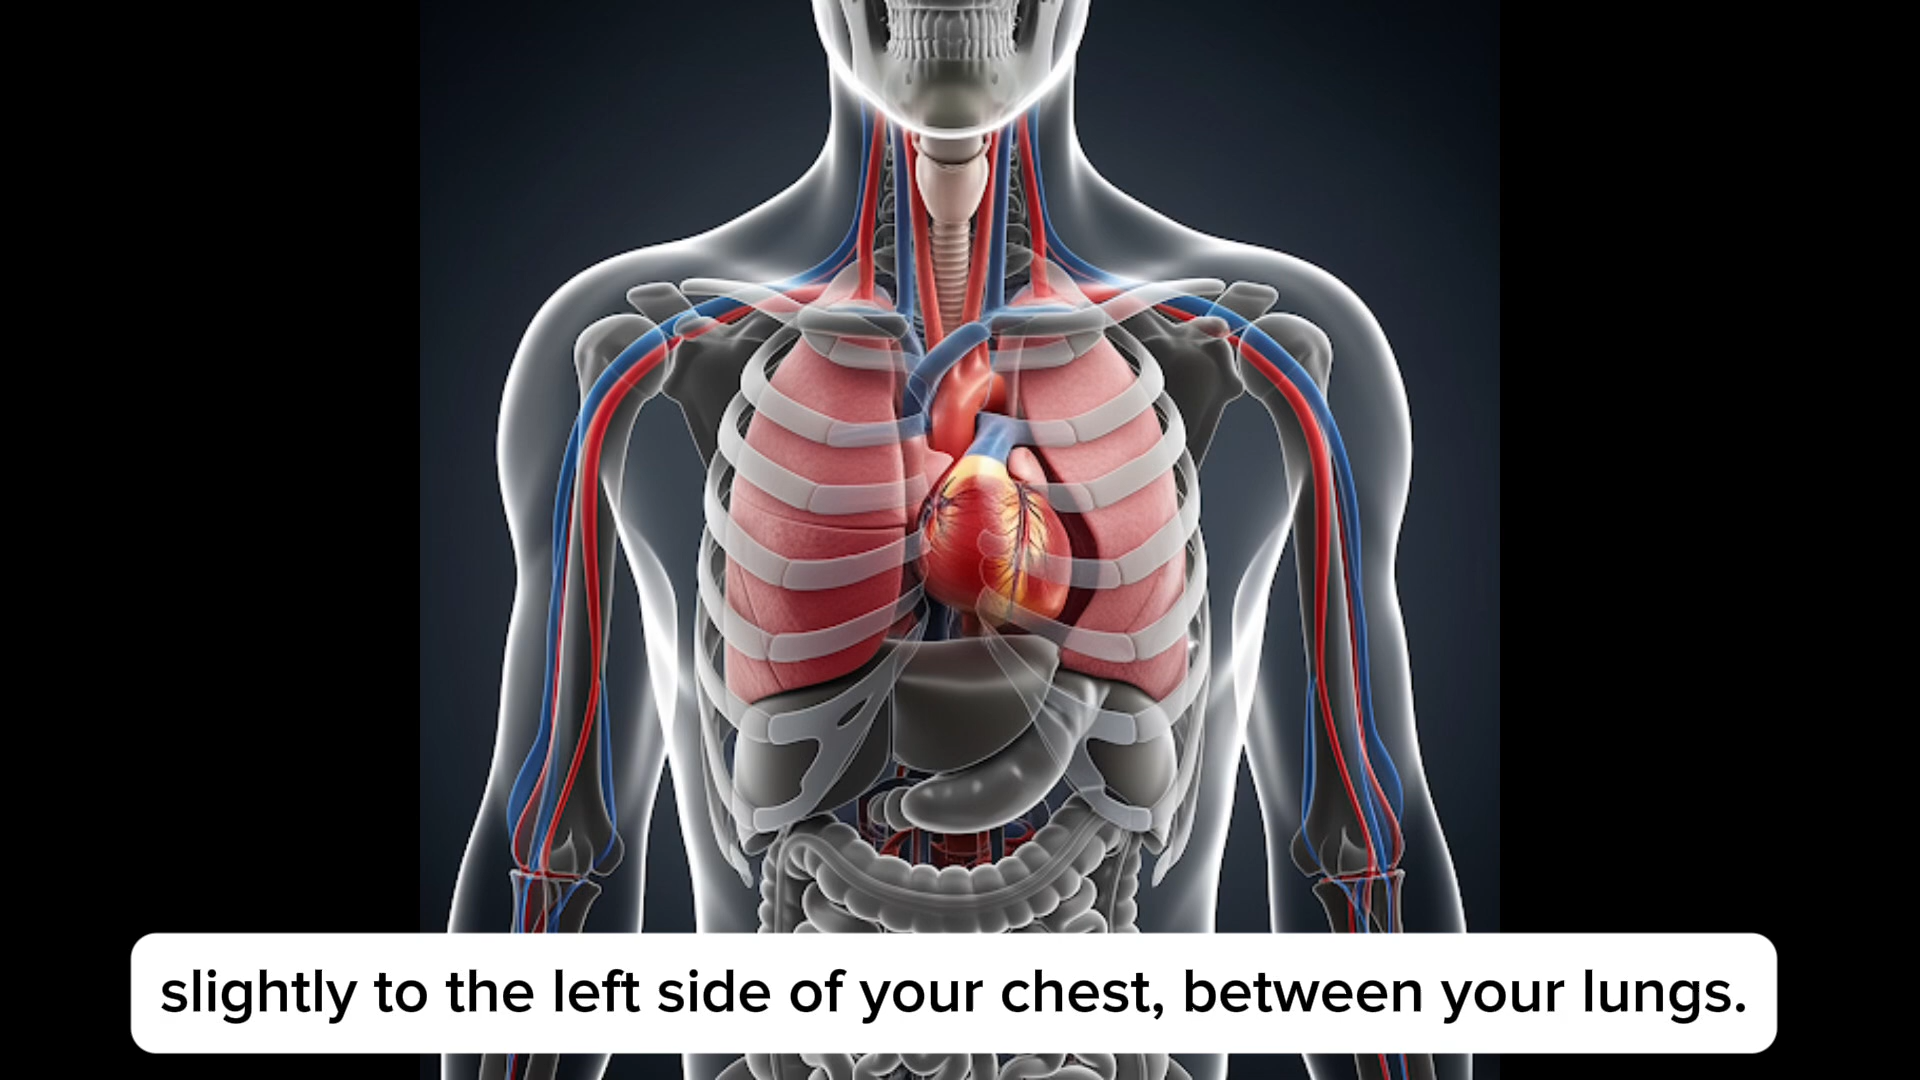 slightly to the left side of your chest, between your lungs.